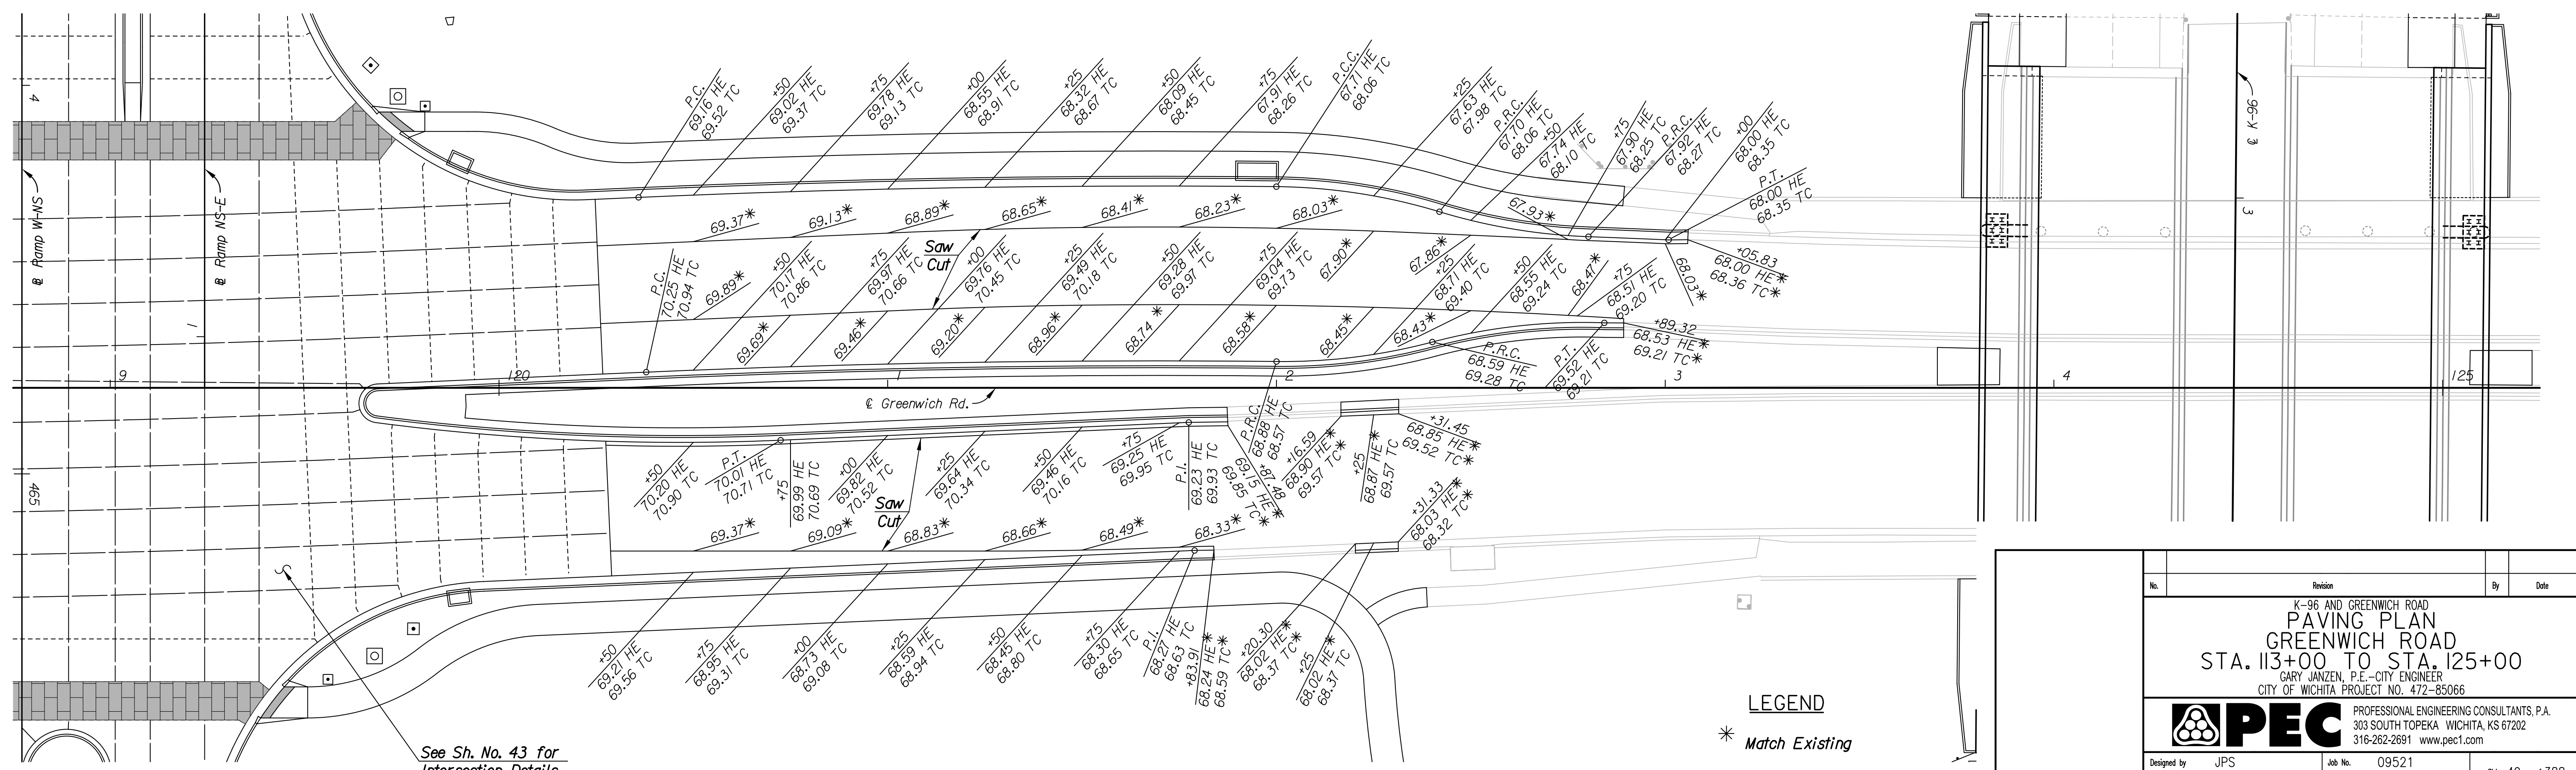 P.C.
69.16 HE
69.52 TC
+50
69.02 HE
69.37 TC
+75
69.78 HE
69.13 TC
+00
68.55 HE
68.91 TC
+25
68.32 HE
68.67 TC
+50
68.09 HE
68.45 TC
+75
67.91 HE
68.26 TC
P.C.C.
67.71 HE
68.06 TC
+25
67.63 HE
67.98 TC
P.R.C.
67.70 HE
68.06 TC
+50
67.74 HE
68.10 TC
+75
67.90 HE
68.25 TC
P.R.C.
67.92 HE
68.27 TC
+00
68.00 HE
68.35 TC
P.T.
68.00 HE
68.35 TC
+05.83
68.00 HE*
68.36 TC*
69.37*
69.13*
68.89*
68.65*
68.41*
68.23*
68.03*
67.93*
Saw
Cut
67.90*
67.86*
68.03*
P.C.
70.25 HE
70.94 TC
69.89*
+50
70.17 HE
70.86 TC
+75
69.97 HE
70.66 TC
+00
69.76 HE
70.45 TC
+25
69.49 HE
70.18 TC
+50
69.28 HE
69.97 TC
+75
69.04 HE
69.73 TC
+25
68.71 HE
69.40 TC
+50
68.55 HE
69.24 TC
68.47*
+75
68.51 HE
69.20 TC
+89.32
68.53 HE*
69.21 TC*
69.69*
69.46*
69.20*
68.96*
68.74*
68.58*
68.45*
68.43*
P.R.C.
68.59 HE
69.28 TC
P.T.
69.52 HE
69.21 TC
4
℄ Ramp W-NS
℄ Ramp NS-E
1
465
9
120
1
2
3
4
125
℄ Greenwich Rd.
℄ K-96
3
+50
70.20 HE
70.90 TC
P.T.
70.01 HE
70.71 TC
+75
69.99 HE
70.69 TC
+00
69.82 HE
70.52 TC
+25
69.64 HE
70.34 TC
+50
69.46 HE
70.16 TC
+75
69.25 HE
69.95 TC
P.I.
69.23 HE
69.93 TC
P.R.C.
68.88 HE
68.57 TC
+87.48
69.15 HE*
69.85 TC*
+16.59
68.90 HE*
69.57 TC*
+25
68.87 HE*
69.57 TC
+31.45
68.85 HE*
69.52 TC*
+31.33
68.03 HE*
68.32 TC*
Saw
Cut
69.37*
69.09*
68.83*
68.66*
68.49*
68.33*
+50
69.21 HE
69.56 TC
+75
68.95 HE
69.31 TC
+00
68.73 HE
69.08 TC
+25
68.59 HE
68.94 TC
+50
68.45 HE
68.80 TC
+75
68.30 HE
68.65 TC
P.I.
68.27 HE
68.63 TC
+83.91
68.24 HE*
68.59 TC*
+20.30
68.02 HE*
68.37 TC*
+25
68.02 HE*
68.37 TC
See Sh. No. 43 for
Intersection Details
LEGEND
* Match Existing
No. Revision By Date
K-96 AND GREENWICH ROAD
PAVING PLAN
GREENWICH ROAD
STA. 113+00 TO STA. 125+00
GARY JANZEN, P.E.-CITY ENGINEER
CITY OF WICHITA PROJECT NO. 472-85066
PEC
PROFESSIONAL ENGINEERING CONSULTANTS, P.A.
303 SOUTH TOPEKA WICHITA, KS 67202
316-262-2691 www.pec1.com
Designed by JPS Job No. 09521